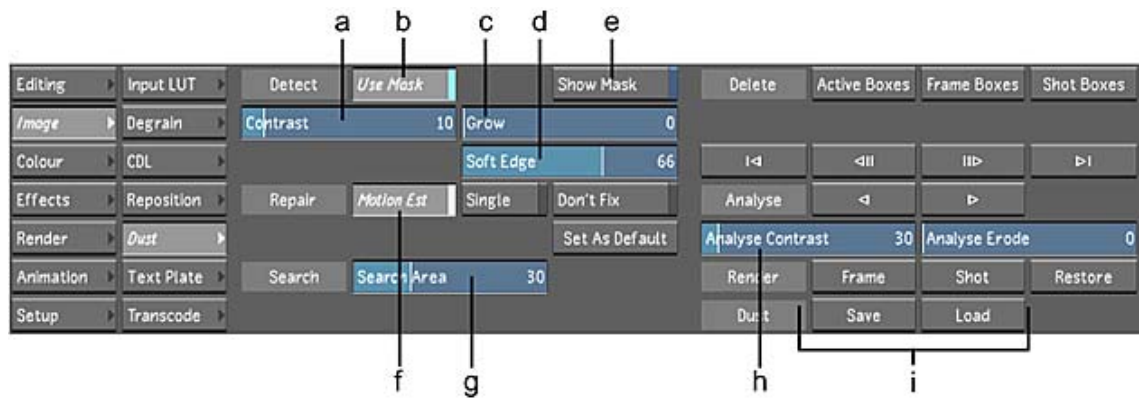 a b c d e
Editing Input LUT Detect Use Mask Show Mask Delete Active Boxes Frame Boxes Shot Boxes
Image Degrain Contrast 10 Grow 0
Colour CDL Soft Edge 66
Effects Reposition Repair Motion Est Single Don't Fix Analyse
Render Dust Set As Default Analyse Contrast 30 Analyse Erode 0
Animation Text Plate Search Search Area 30 Render Frame Shot Restore
Setup Transcode Dust Save Load
f g h i